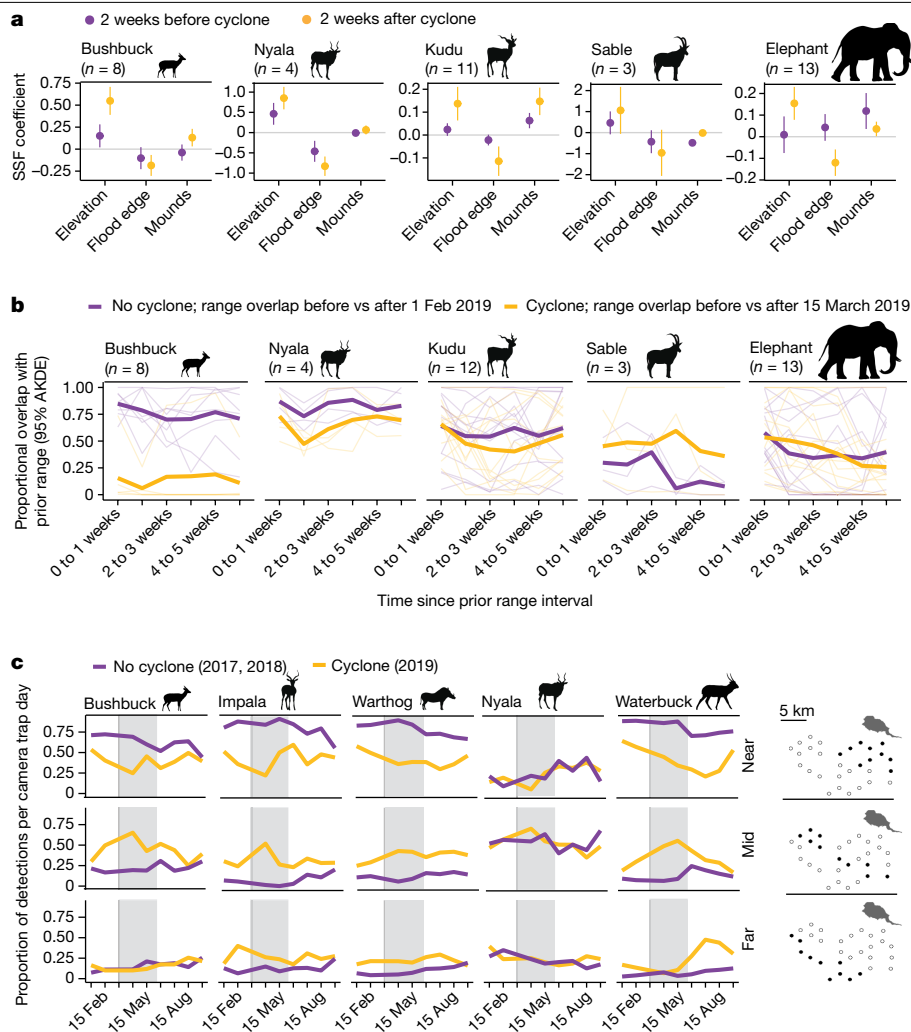 a
2 weeks before cyclone 2 weeks after cyclone
Bushbuck Nyala Kudu Sable Elephant
(n = 8) (n = 4) (n = 11) (n = 3) (n = 13)
SSF coefficient
0.75 0.50 0.25 0 −0.25
1.0 0.5 0 −0.5 −1.0
0.2 0.1 0.0 −0.1
2 1 0 −1 −2
0.2 0.1 0 −0.1 −0.2
Elevation Flood edge Mounds Elevation Flood edge Mounds Elevation Flood edge Mounds Elevation Flood edge Mounds Elevation Flood edge Mounds
b
No cyclone; range overlap before vs after 1 Feb 2019 Cyclone; range overlap before vs after 15 March 2019
Bushbuck Nyala Kudu Sable Elephant
(n = 8) (n = 4) (n = 12) (n = 3) (n = 13)
Proportional overlap with
prior range (95% AKDE)
1.00
0.75
0.50
0.25
0
0 to 1 weeks 2 to 3 weeks 4 to 5 weeks 0 to 1 weeks 2 to 3 weeks 4 to 5 weeks 0 to 1 weeks 2 to 3 weeks 4 to 5 weeks 0 to 1 weeks 2 to 3 weeks 4 to 5 weeks 0 to 1 weeks 2 to 3 weeks 4 to 5 weeks
Time since prior range interval
c
No cyclone (2017, 2018) Cyclone (2019)
Bushbuck Impala Warthog Nyala Waterbuck
5 km
Proportion of detections per camera trap day
0.75
0.50
0.25
0
Near
0.75
0.50
0.25
0
Mid
0.75
0.50
0.25
0
Far
15 Feb 15 May 15 Aug 15 Feb 15 May 15 Aug 15 Feb 15 May 15 Aug 15 Feb 15 May 15 Aug 15 Feb 15 May 15 Aug